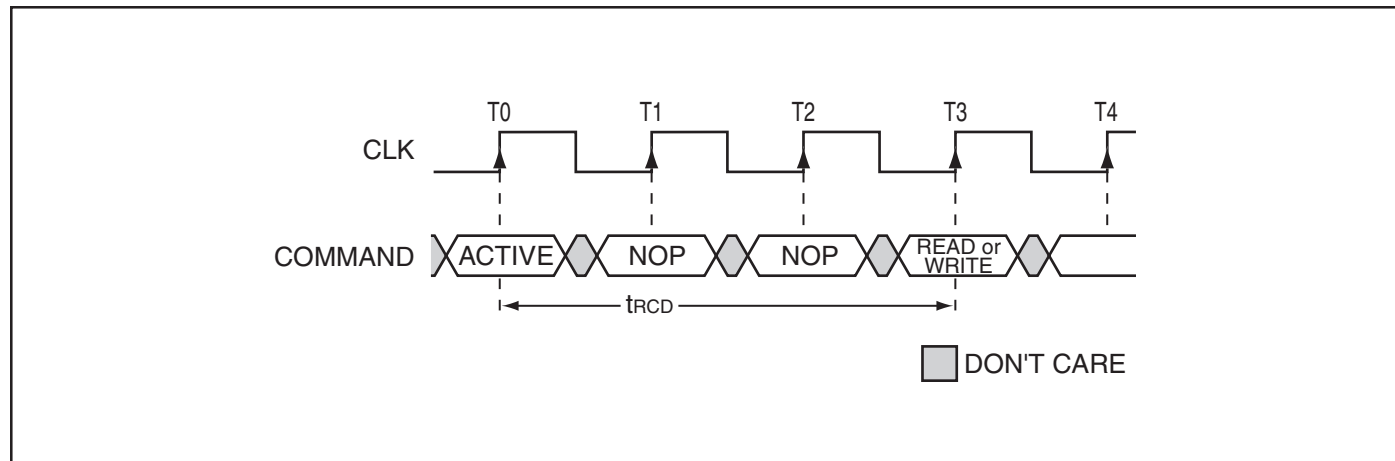 T0 T1 T2 T3 T4
CLK
COMMAND ACTIVE NOP NOP READ or
WRITE
tRCD
DON'T CARE